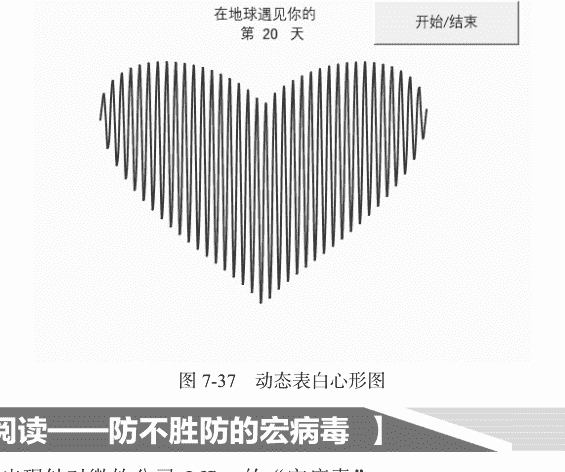 在地球遇见你的
第 20 天
开始/结束
图 7-37 动态表白心形图
阅读——防不胜防的宏病毒 】